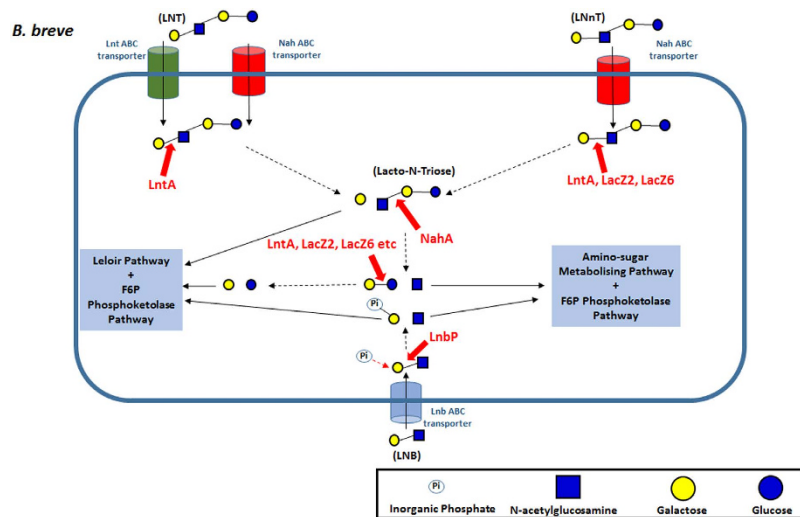 B. breve
(LNT)
(LNnT)
Lnt ABC
transporter
Nah ABC
transporter
Nah ABC
transporter
LntA
(Lacto-N-Triose)
LntA, LacZ2, LacZ6
NahA
LntA, LacZ2, LacZ6 etc
Leloir Pathway
+
F6P
Phosphoketolase
Pathway
Amino-sugar
Metabolising Pathway
+
F6P Phosphoketolase
Pathway
Pi
LnbP
Pi
Lnb ABC
transporter
(LNB)
Pi
Inorganic Phosphate
N-acetylglucosamine
Galactose
Glucose